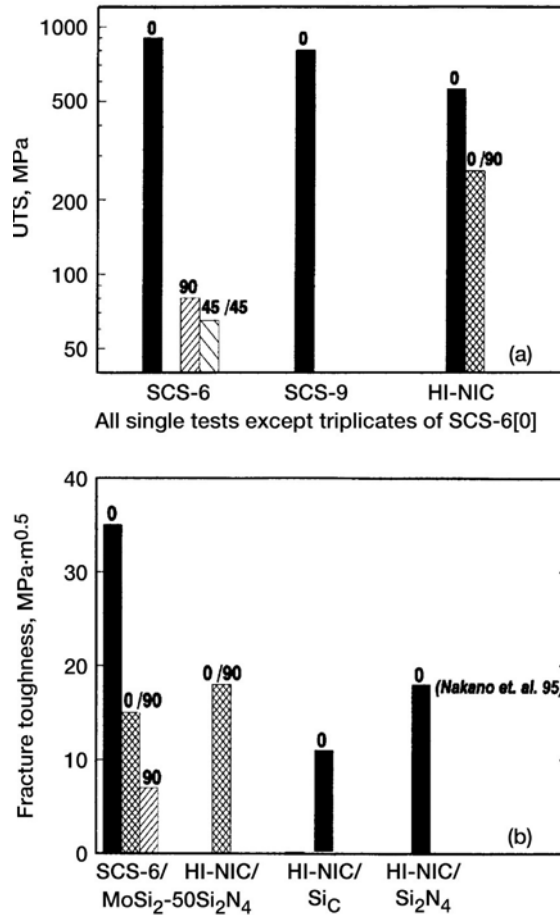 1000
500
200
100
50
UTS, MPa
0
90
45 /45
0
0
0 /90
(a)
SCS-6 SCS-9 HI-NIC
All single tests except triplicates of SCS-6[0]
40
30
20
10
0
Fracture toughness, MPa·m0.5
0
0 /90
90
0 /90
0
0
(Nakano et. al. 95)
(b)
SCS-6/ HI-NIC/ HI-NIC/ HI-NIC/
MoSi2-50Si2N4 SiC Si2N4